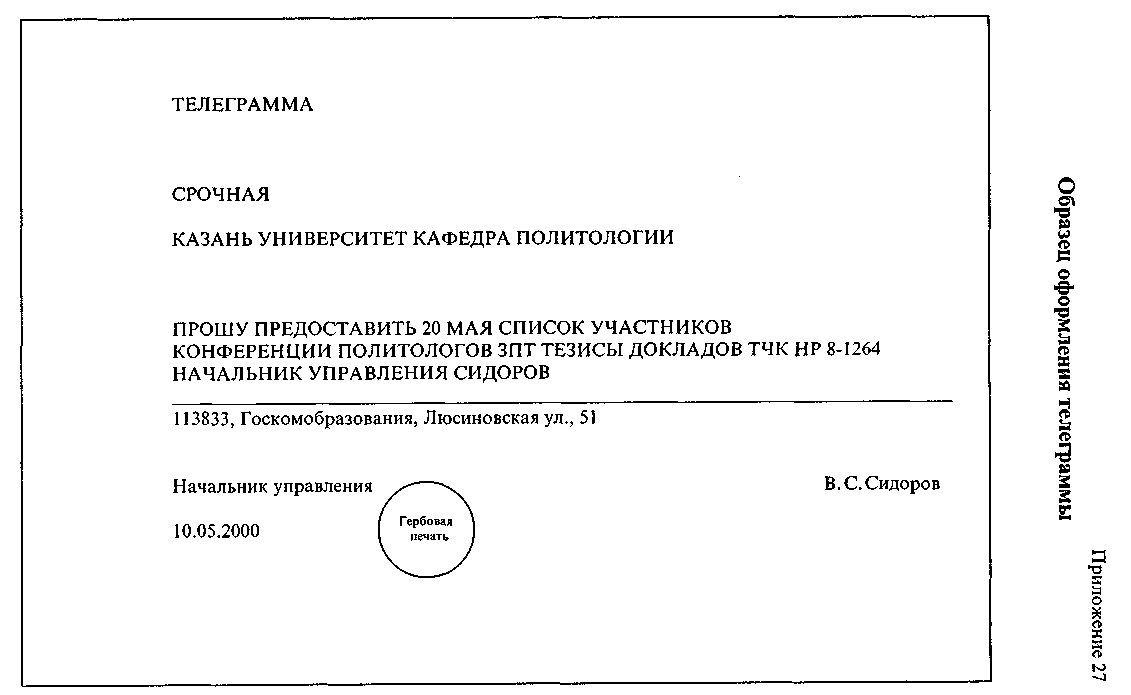 Приложение 27
Образец оформления телеграммы
ТЕЛЕГРАММА
СРОЧНАЯ
КАЗАНЬ УНИВЕРСИТЕТ КАФЕДРА ПОЛИТОЛОГИИ
ПРОШУ ПРЕДОСТАВИТЬ 20 МАЯ СПИСОК УЧАСТНИКОВ
КОНФЕРЕНЦИИ ПОЛИТОЛОГОВ ЗПТ ТЕЗИСЫ ДОКЛАДОВ ТЧК НР 8-1264
НАЧАЛЬНИК УПРАВЛЕНИЯ СИДОРОВ
113833, Госкомобразования, Люсиновская ул., 51
Начальник управления В.С.Сидоров
10.05.2000
Гербовая
печать